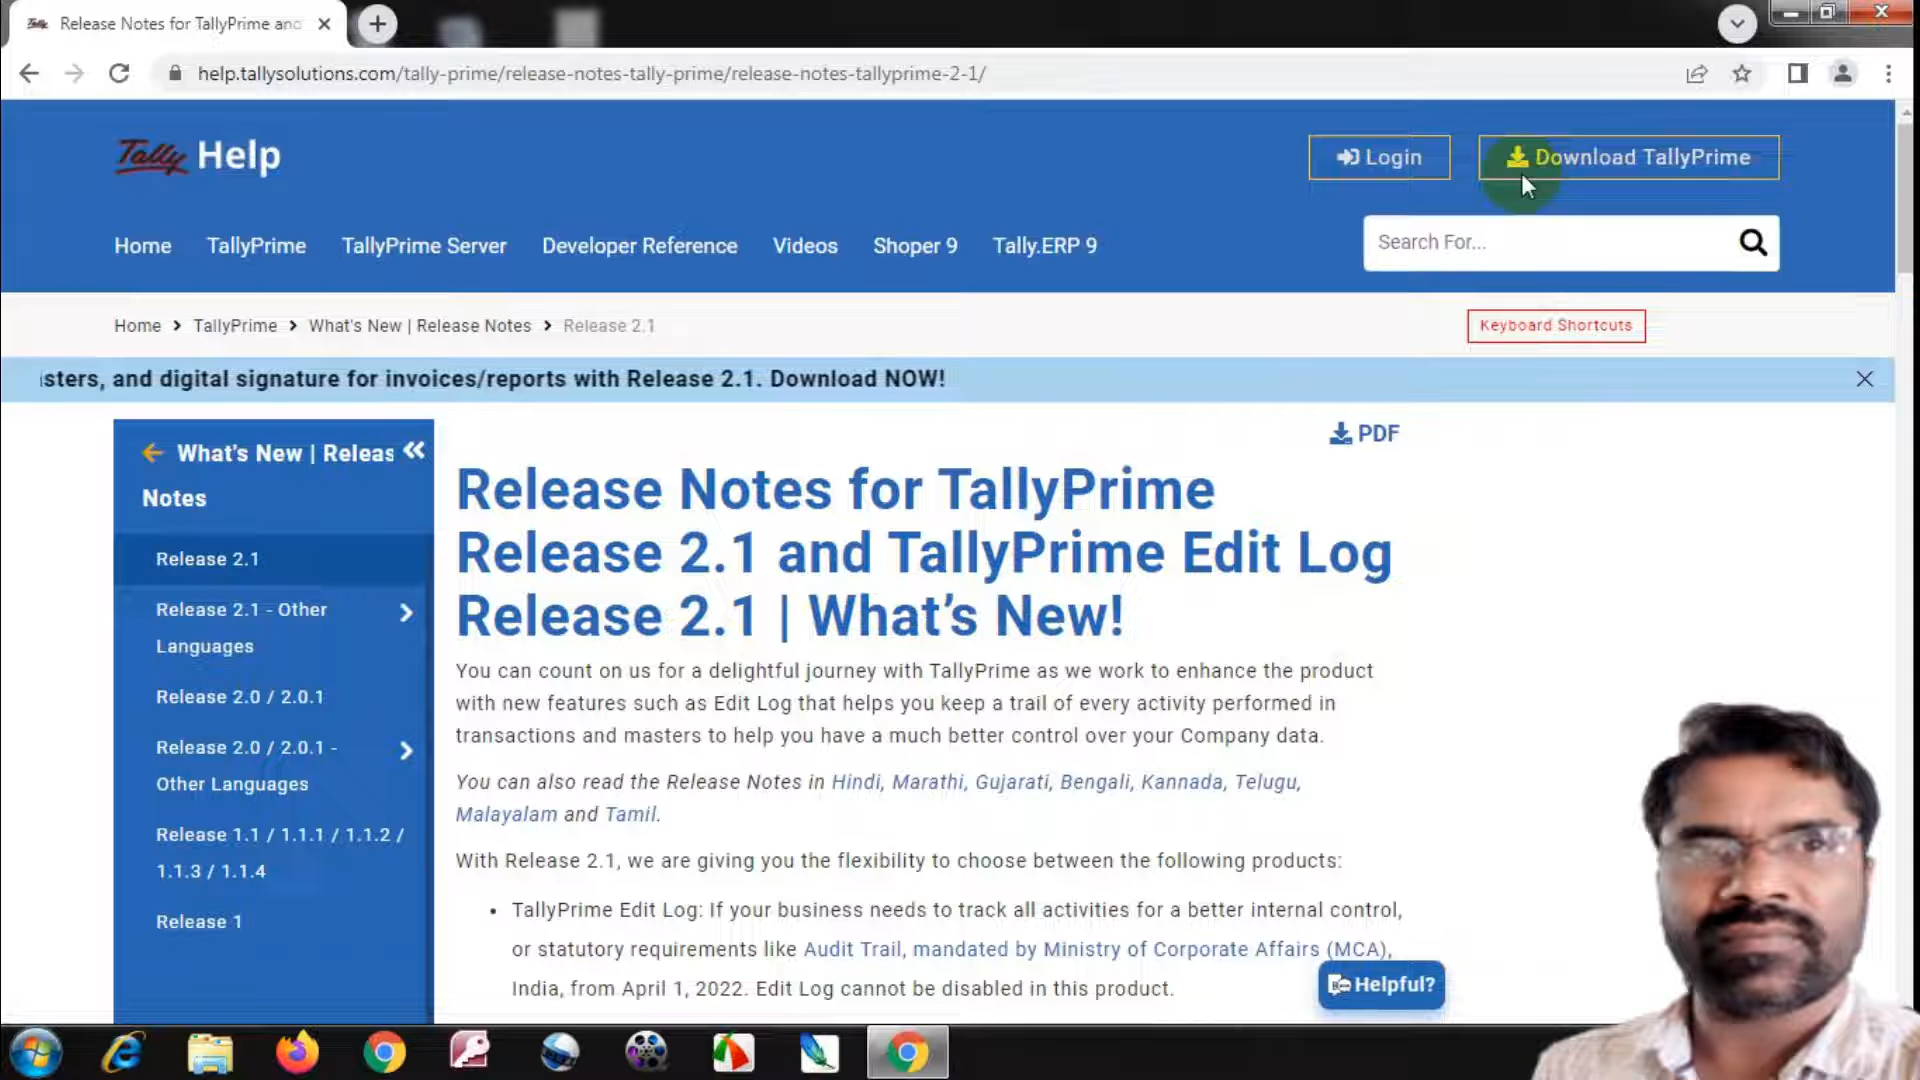 Release Notes for TallyPrime and
help.tallysolutions.com/tally-prime/release-notes-tally-prime/release-notes-tallyprime-2-1/
Tally Help
Login
Download TallyPrime
Home TallyPrime TallyPrime Server Developer Reference Videos Shoper 9 Tally.ERP 9
Search For...
Home > TallyPrime > What's New | Release Notes > Release 2.1
Keyboard Shortcuts
sters, and digital signature for invoices/reports with Release 2.1. Download NOW!
What's New | Releas
Notes
Release 2.1
Release 2.1 - Other
Languages
Release 2.0 / 2.0.1
Release 2.0 / 2.0.1 -
Other Languages
Release 1.1 / 1.1.1 / 1.1.2 /
1.1.3 / 1.1.4
Release 1
PDF
Release Notes for TallyPrime
Release 2.1 and TallyPrime Edit Log
Release 2.1 | What’s New!
You can count on us for a delightful journey with TallyPrime as we work to enhance the product
with new features such as Edit Log that helps you keep a trail of every activity performed in
transactions and masters to help you have a much better control over your Company data.
You can also read the Release Notes in Hindi, Marathi, Gujarati, Bengali, Kannada, Telugu,
Malayalam and Tamil.
With Release 2.1, we are giving you the flexibility to choose between the following products:
• TallyPrime Edit Log: If your business needs to track all activities for a better internal control,
or statutory requirements like Audit Trail, mandated by Ministry of Corporate Affairs (MCA),
India, from April 1, 2022. Edit Log cannot be disabled in this product.
Helpful?